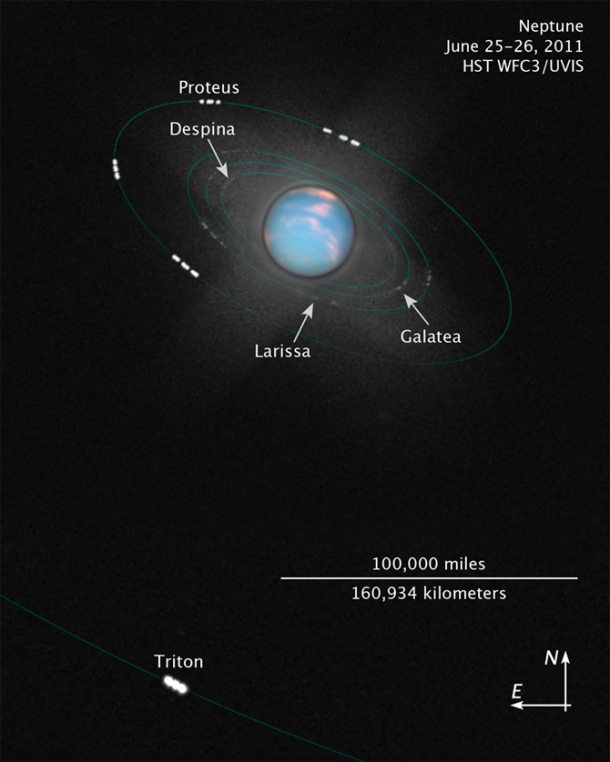 Neptune
June 25–26, 2011
HST WFC3/UVIS
Proteus
Despina
Larissa
Galatea
100,000 miles
160,934 kilometers
Triton
N
E